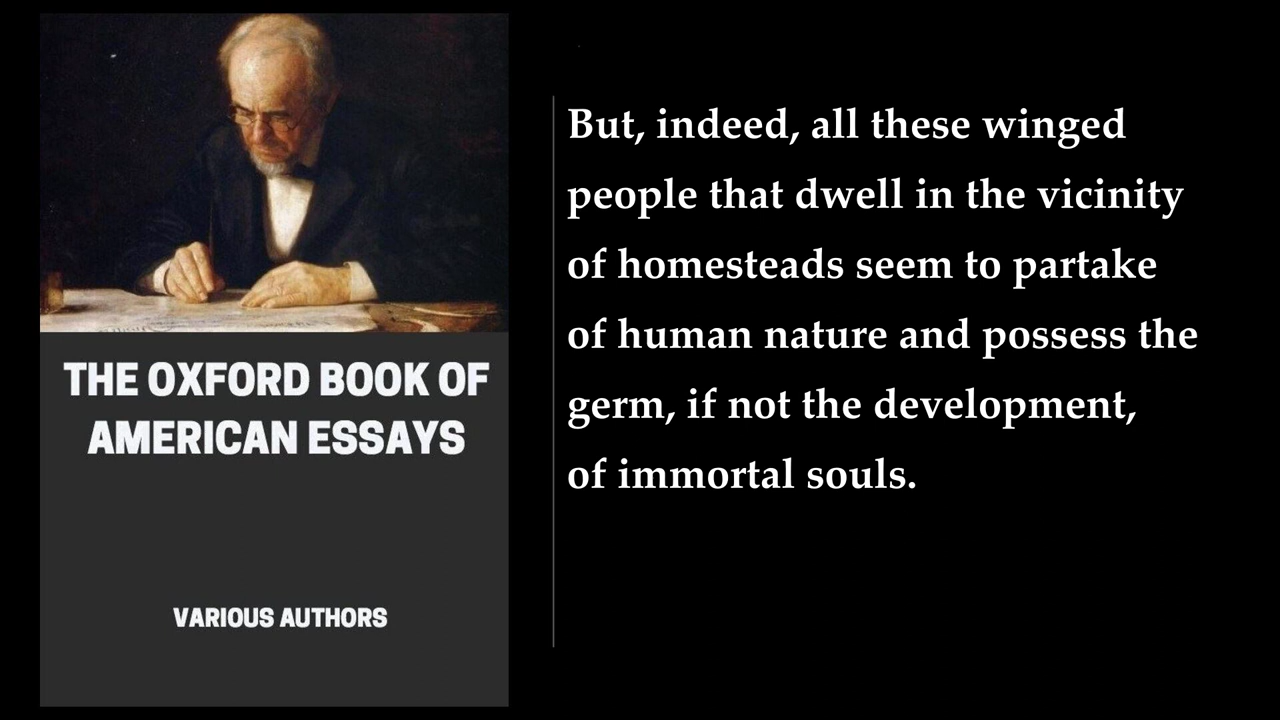 THE OXFORD BOOK OF
AMERICAN ESSAYS
VARIOUS AUTHORS
But, indeed, all these winged
people that dwell in the vicinity
of homesteads seem to partake
of human nature and possess the
germ, if not the development,
of immortal souls.